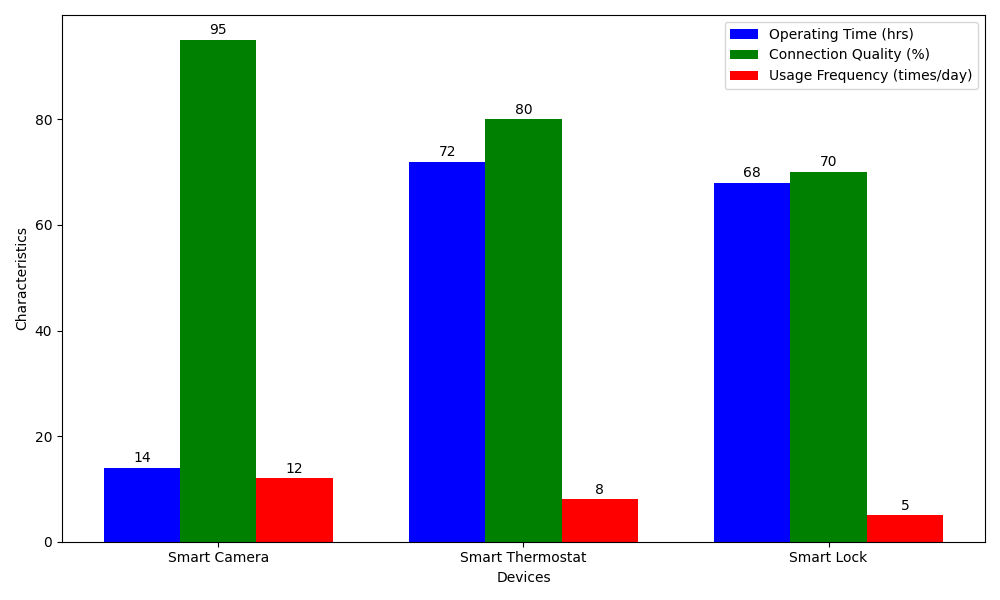 Operating Time (hrs)
Connection Quality (%)
Usage Frequency (times/day)
95
80
72
70
68
14
12
8
5
80
60
40
20
0
Characteristics
Smart Camera
Smart Thermostat
Smart Lock
Devices